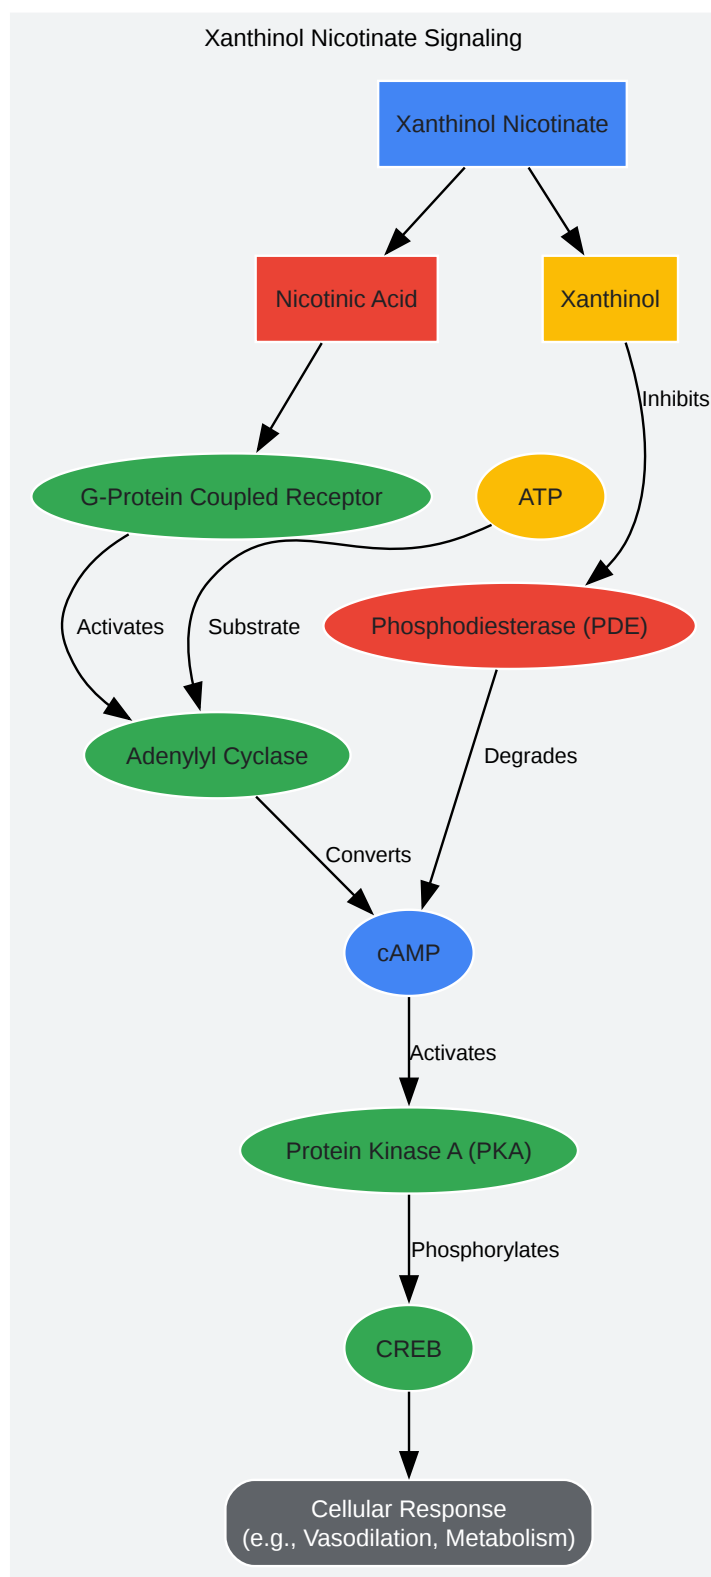 Xanthinol Nicotinate Signaling
Xanthinol Nicotinate
Nicotinic Acid
Xanthinol
Inhibits
G-Protein Coupled Receptor
ATP
Activates
Substrate
Phosphodiesterase (PDE)
Adenylyl Cyclase
Degrades
Converts
cAMP
Activates
Protein Kinase A (PKA)
Phosphorylates
CREB
Cellular Response
(e.g., Vasodilation, Metabolism)